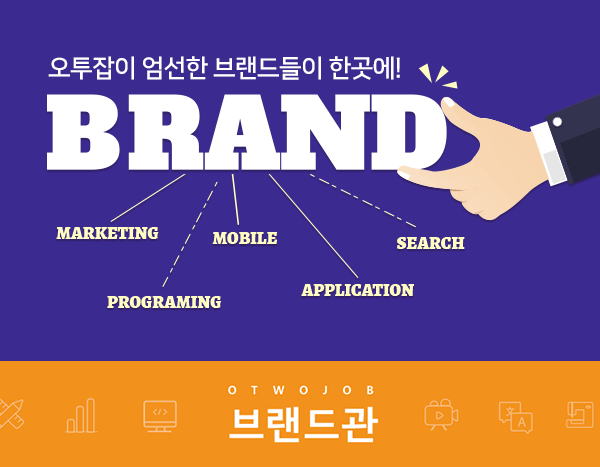 오투잡이 엄선한 브랜드들이 한곳에!
BRAND
MARKETING
MOBILE
SEARCH
PROGRAMING
APPLICATION
OTWOJOB
브랜드관